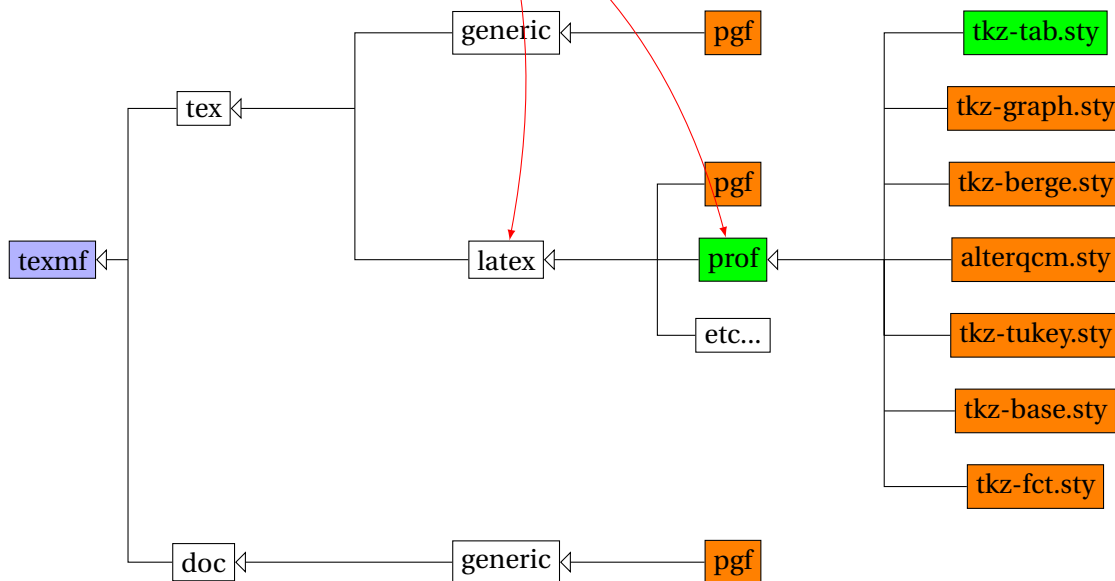 generic pgf tkz-tab.sty
tex tkz-graph.sty
pgf tkz-berge.sty
texmf latex prof alterqcm.sty
etc... tkz-tukey.sty
tkz-base.sty
tkz-fct.sty
doc generic pgf